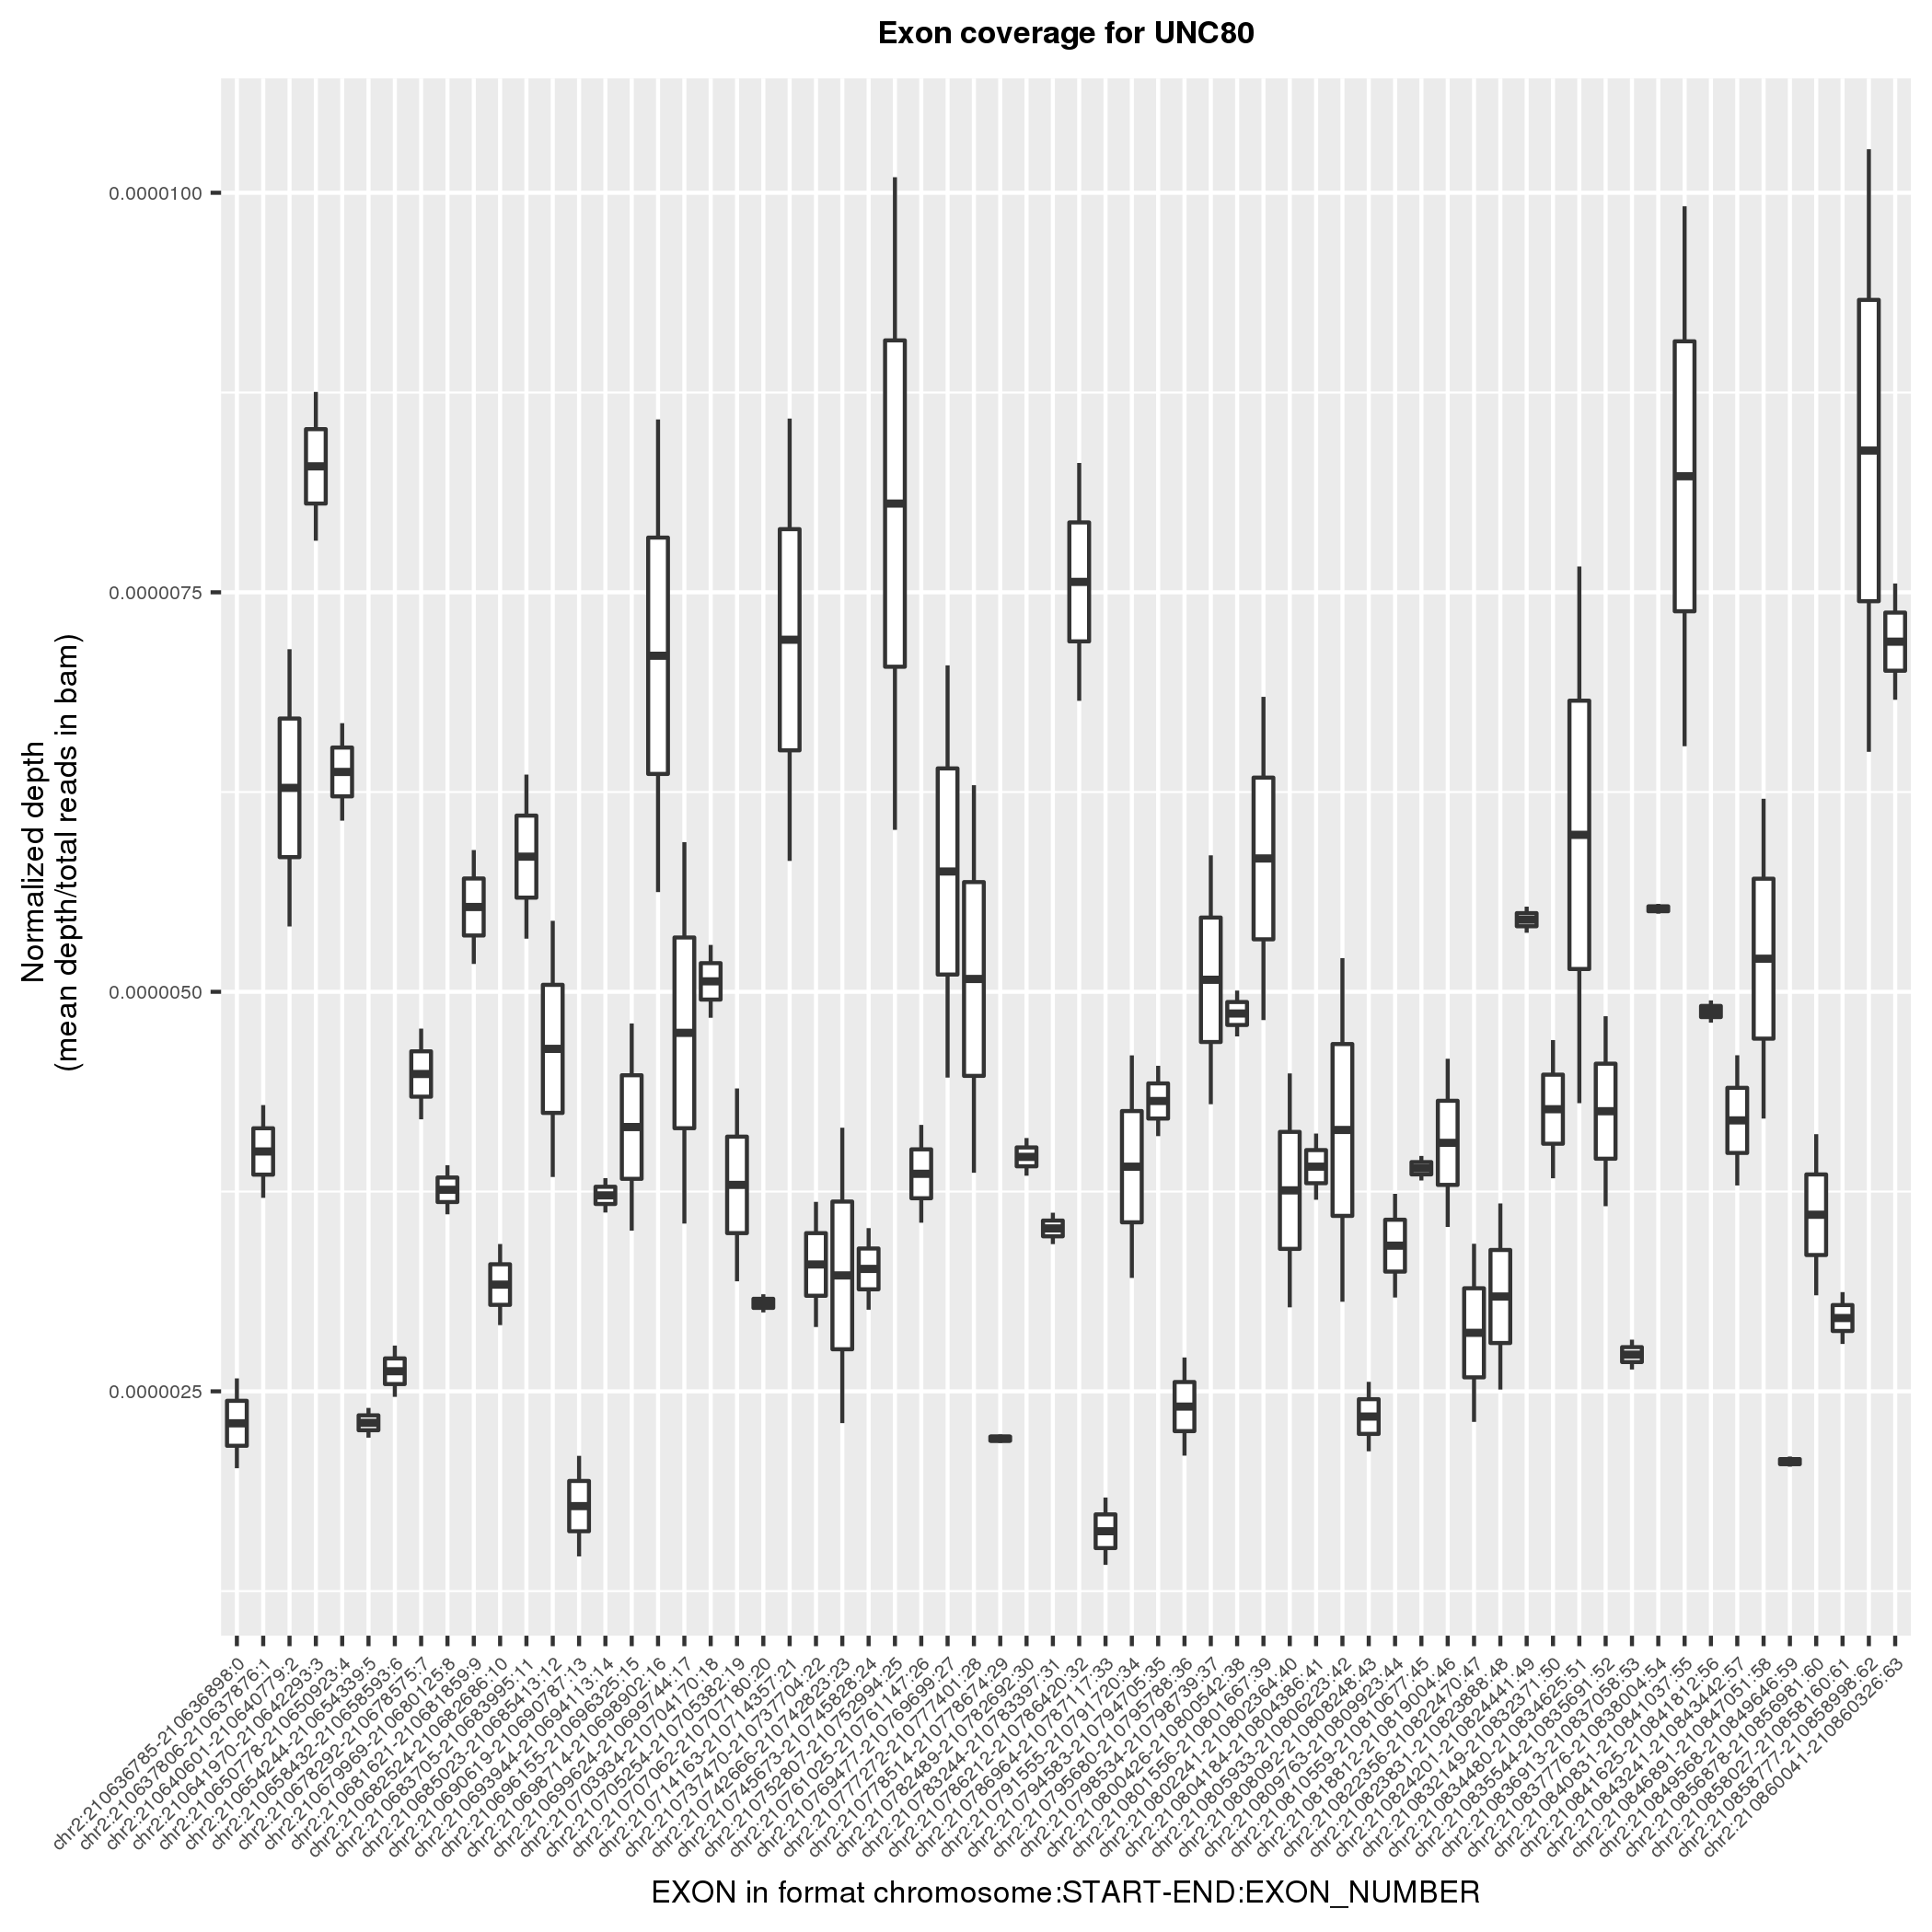 Exon coverage for UNC80
Normalized depth
(mean depth/total reads in bam)
0.0000100
0.0000075
0.0000050
0.0000025
chr2:210636785-210636898:0
chr2:210637806-210637876:1
chr2:210640601-210640779:2
chr2:210641970-210642293:3
chr2:210650778-210650923:4
chr2:210654244-210654339:5
chr2:210658432-210658593:6
chr2:210678292-210678575:7
chr2:210679969-210680125:8
chr2:210681621-210681859:9
chr2:210682524-210682686:10
chr2:210683705-210683995:11
chr2:210685023-210685413:12
chr2:210690619-210690787:13
chr2:210693994-210694113:14
chr2:210696155-210696325:15
chr2:210698714-210698902:16
chr2:210699624-210699744:17
chr2:210703934-210704170:18
chr2:210705254-210705382:19
chr2:210707062-210707180:20
chr2:210714163-210714357:21
chr2:210737470-210737704:22
chr2:210742666-210742823:23
chr2:210745673-210745828:24
chr2:210752807-210752994:25
chr2:210761025-210761147:26
chr2:210769477-210769699:27
chr2:210777272-210777401:28
chr2:210778514-210778674:29
chr2:210782489-210782692:30
chr2:210783244-210783397:31
chr2:210786212-210786420:32
chr2:210786964-210787117:33
chr2:210791555-210791720:34
chr2:210794583-210794705:35
chr2:210795680-210795788:36
chr2:210798534-210798739:37
chr2:210800426-210800542:38
chr2:210801556-210801667:39
chr2:210802241-210802364:40
chr2:210804186-210804386:41
chr2:210805933-210806223:42
chr2:210808092-210808248:43
chr2:210809763-210809923:44
chr2:210810559-210810677:45
chr2:210818812-210819004:46
chr2:210822356-210822470:47
chr2:210823831-210823888:48
chr2:210824201-210824441:49
chr2:210832149-210832371:50
chr2:210834480-210834625:51
chr2:210835544-210835691:52
chr2:210836913-210837058:53
chr2:210837776-210838004:54
chr2:210840831-210841037:55
chr2:210841625-210841812:56
chr2:210843241-210843442:57
chr2:210846891-210847051:58
chr2:210849568-210849646:59
chr2:210856878-210856981:60
chr2:210858027-210858160:61
chr2:210858777-210858998:62
chr2:210860041-210860326:63
EXON in format chromosome:START-END:EXON_NUMBER